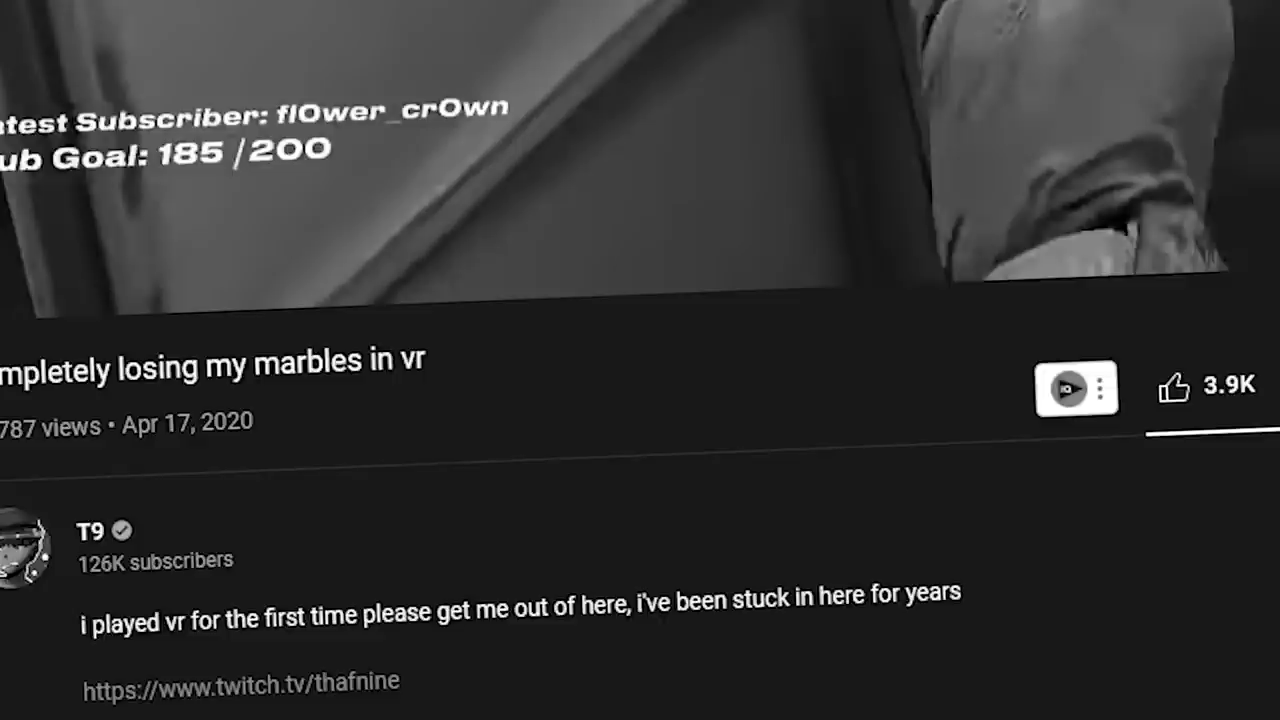 atest Subscriber: fl0wer_cr0wn
ub Goal: 185 /200
mpletely losing my marbles in vr
787 views • Apr 17, 2020
IQ
3.9K
T9
126K subscribers
i played vr for the first time please get me out of here, i've been stuck in here for years
https://www.twitch.tv/thafnine